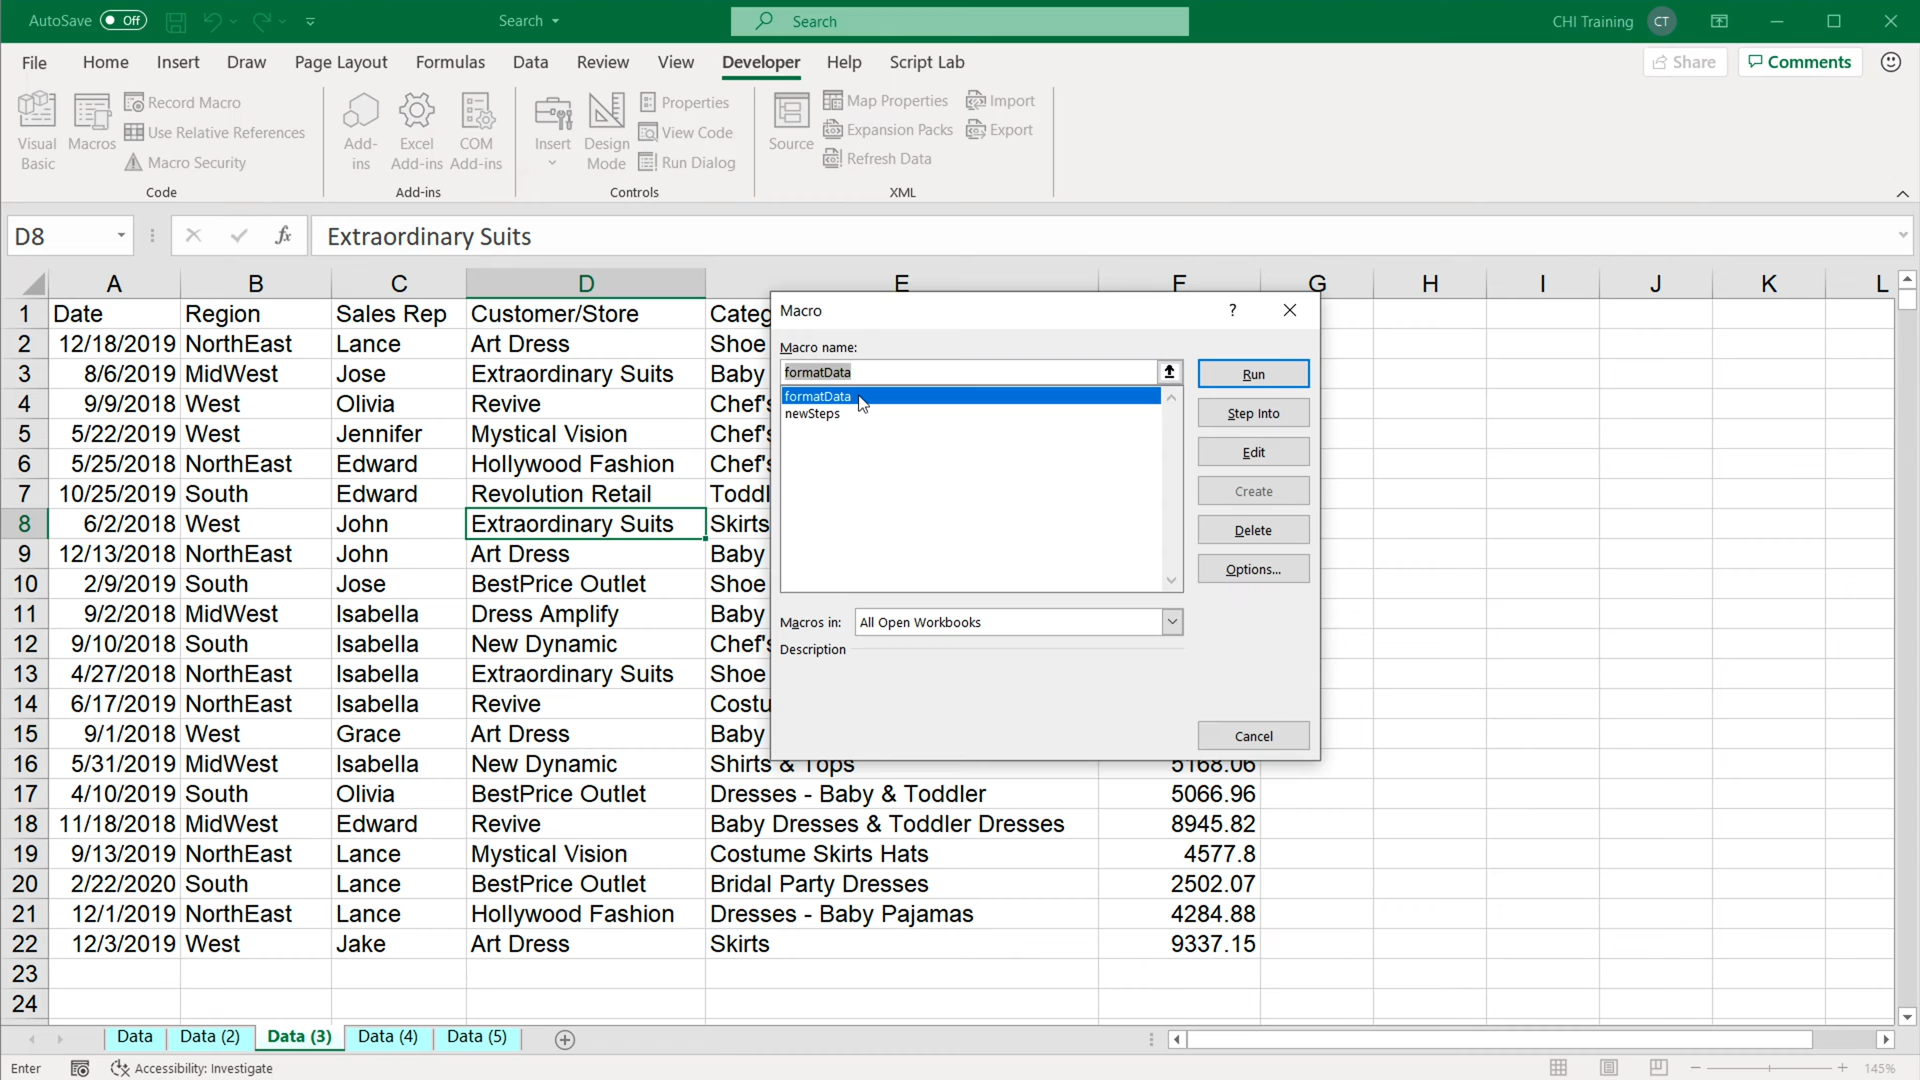 AutoSave Off Search Search CHI Training CT
File Home Insert Draw Page Layout Formulas Data Review View Developer Help Script Lab Share Comments
Visual Basic
Macros
Record Macro
Use Relative References
Macro Security
Code
Add-ins
Excel Add-ins
COM Add-ins
Add-ins
Insert
Design Mode
Properties
View Code
Run Dialog
Controls
Source
Map Properties
Expansion Packs
Refresh Data
Import
Export
XML
D8 fx Extraordinary Suits
A B C D E F G H I J K L
1 Date Region Sales Rep Customer/Store Categ
2 12/18/2019 NorthEast Lance Art Dress Shoe
3 8/6/2019 MidWest Jose Extraordinary Suits Baby
4 9/9/2018 West Olivia Revive Chef's
5 5/22/2019 West Jennifer Mystical Vision Chef's
6 5/25/2018 NorthEast Edward Hollywood Fashion Chef's
7 10/25/2019 South Edward Revolution Retail Toddl
8 6/2/2018 West John Extraordinary Suits Skirts
9 12/13/2018 NorthEast John Art Dress Baby
10 2/9/2019 South Jose BestPrice Outlet Shoe
11 9/2/2018 MidWest Isabella Dress Amplify Baby
12 9/10/2018 South Isabella New Dynamic Chef's
13 4/27/2018 NorthEast Isabella Extraordinary Suits Shoe
14 6/17/2019 NorthEast Isabella Revive Costu
15 9/1/2018 West Grace Art Dress Baby
16 5/31/2019 MidWest Isabella New Dynamic Shirts & Tops 5168.06
17 4/10/2019 South Olivia BestPrice Outlet Dresses - Baby & Toddler 5066.96
18 11/18/2018 MidWest Edward Revive Baby Dresses & Toddler Dresses 8945.82
19 9/13/2019 NorthEast Lance Mystical Vision Costume Skirts Hats 4577.8
20 2/22/2020 South Lance BestPrice Outlet Bridal Party Dresses 2502.07
21 12/1/2019 NorthEast Lance Hollywood Fashion Dresses - Baby Pajamas 4284.88
22 12/3/2019 West Jake Art Dress Skirts 9337.15
23
24
Macro ?
Macro name:
formatData
formatData
newSteps
Run
Step Into
Edit
Create
Delete
Options...
Macros in: All Open Workbooks
Description
Cancel
Data Data (2) Data (3) Data (4) Data (5)
Enter Accessibility: Investigate 145%